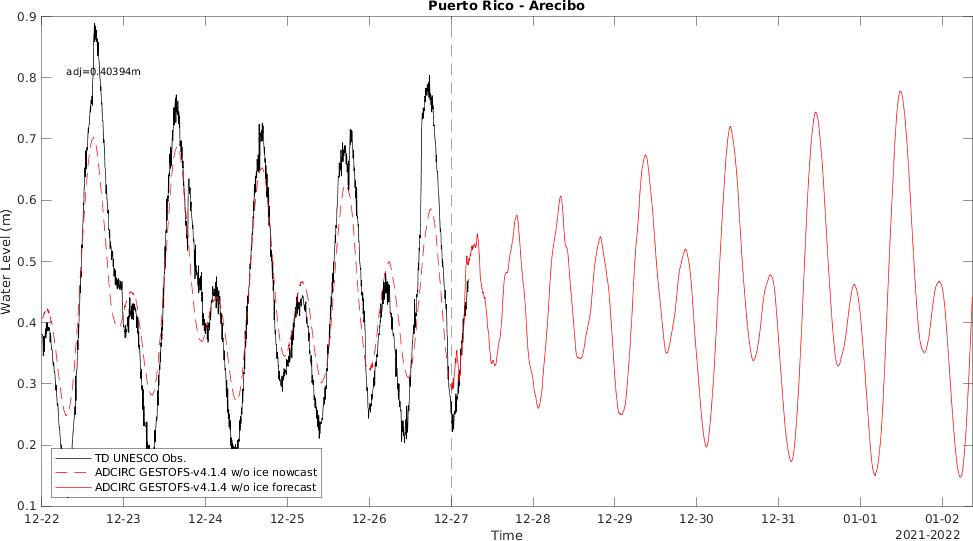 Puerto Rico - Arecibo
0.9
0.8
0.7
0.6
0.5
0.4
0.3
0.2
0.1
Water Level (m)
adj=0.40394m
TD UNESCO Obs.
ADCIRC GESTOFS-v4.1.4 w/o ice nowcast
ADCIRC GESTOFS-v4.1.4 w/o ice forecast
12-22 12-23 12-24 12-25 12-26 12-27 12-28 12-29 12-30 12-31 01-01 01-02
Time
2021-2022